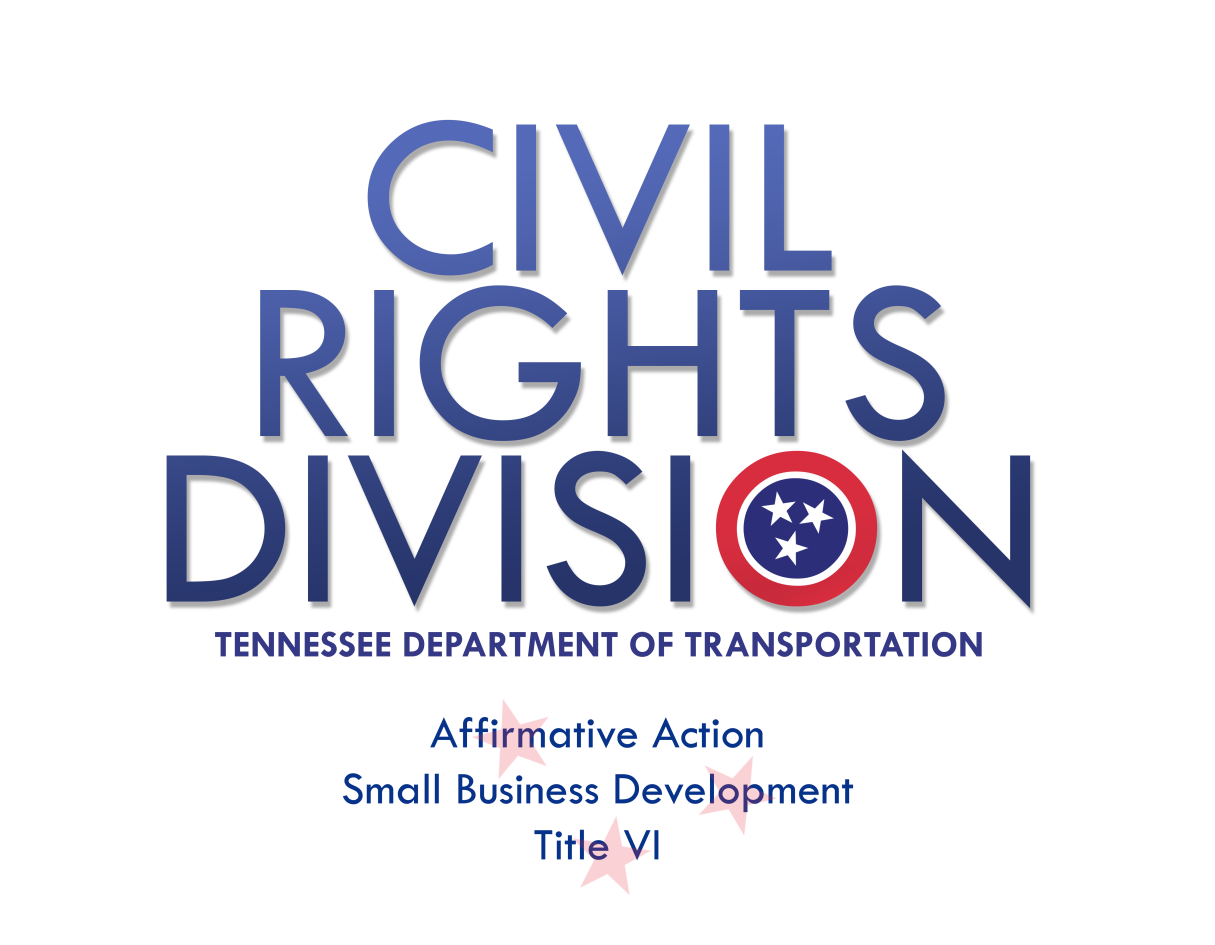 CIVIL
RIGHTS
DIVISION
TENNESSEE DEPARTMENT OF TRANSPORTATION
Affirmative Action
Small Business Development
Title VI